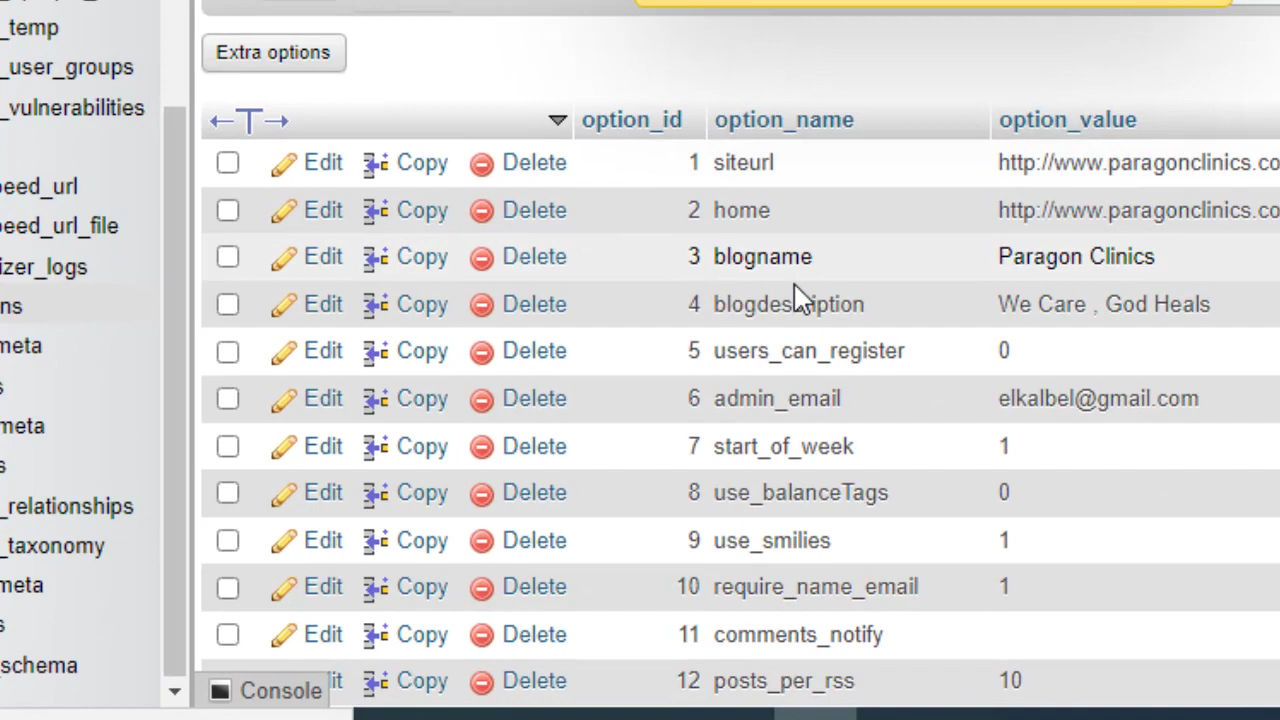 _temp
_user_groups
_vulnerabilities
peed_url
peed_url_file
izer_logs
ns
meta
s
meta
s
_relationships
_taxonomy
meta
s
_schema
Extra options
option_id option_name option_value
Edit Copy Delete 1 siteurl http://www.paragonclinics.co
Edit Copy Delete 2 home http://www.paragonclinics.co
Edit Copy Delete 3 blogname Paragon Clinics
Edit Copy Delete 4 blogdescription We Care , God Heals
Edit Copy Delete 5 users_can_register 0
Edit Copy Delete 6 admin_email elkalbel@gmail.com
Edit Copy Delete 7 start_of_week 1
Edit Copy Delete 8 use_balanceTags 0
Edit Copy Delete 9 use_smilies 1
Edit Copy Delete 10 require_name_email 1
Edit Copy Delete 11 comments_notify
it Copy Delete 12 posts_per_rss 10
Console